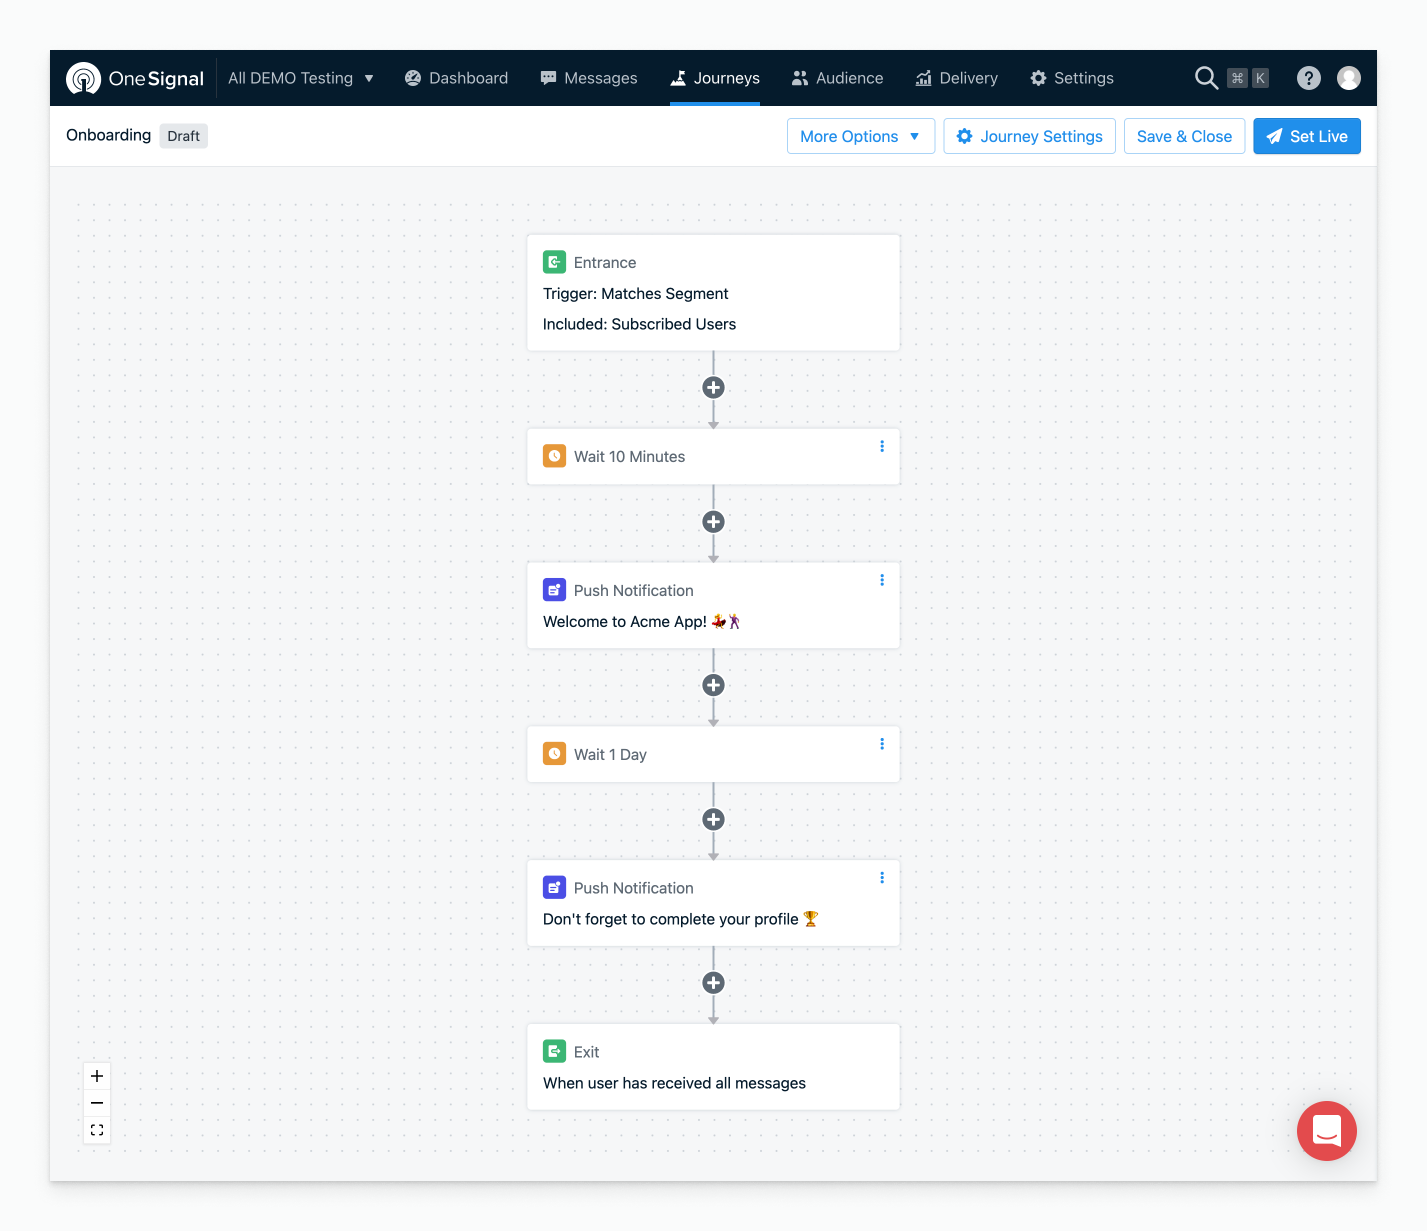 OneSignal All DEMO Testing Dashboard Messages Journeys Audience Delivery Settings ⌘ K ?
Onboarding Draft More Options Journey Settings Save & Close Set Live
Entrance
Trigger: Matches Segment
Included: Subscribed Users
Wait 10 Minutes
Push Notification
Welcome to Acme App! 💃🕺
Wait 1 Day
Push Notification
Don't forget to complete your profile 🏆
Exit
When user has received all messages